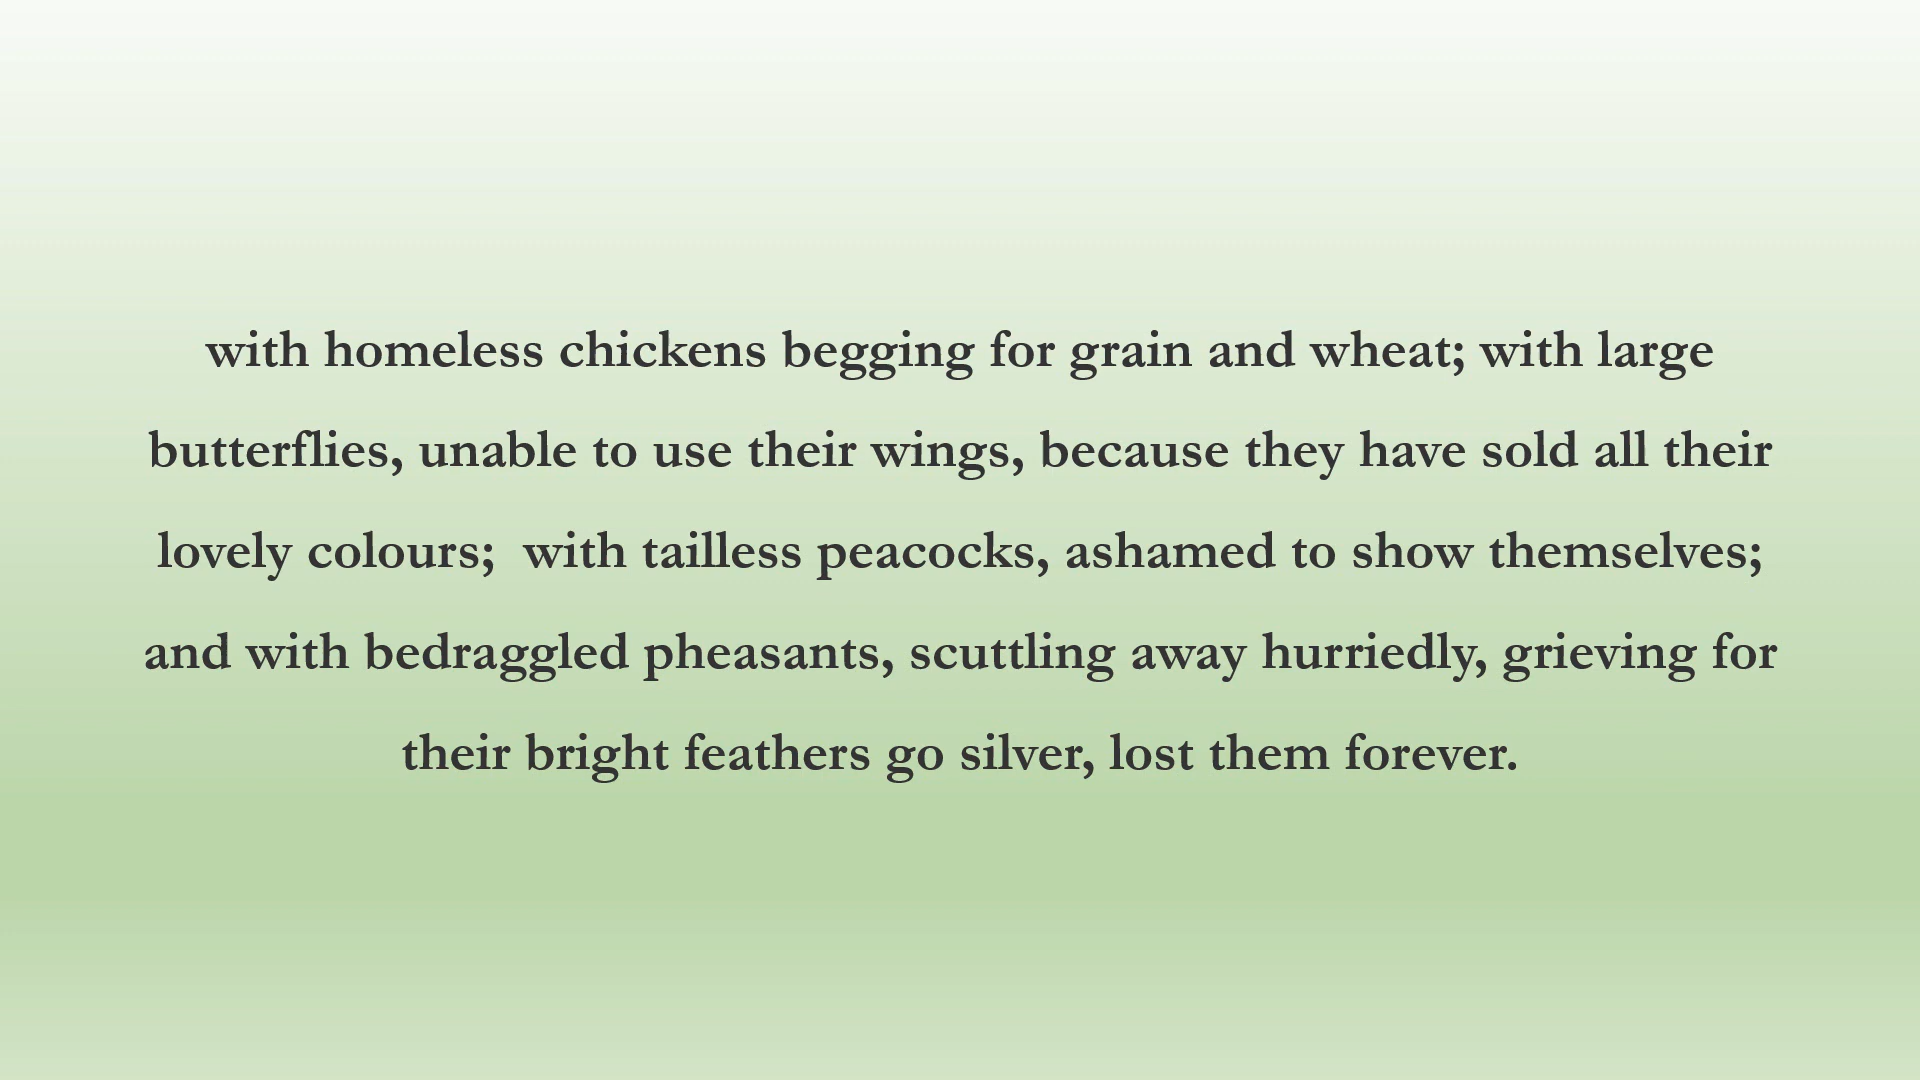 with homeless chickens begging for grain and wheat; with large
butterflies, unable to use their wings, because they have sold all their
lovely colours;  with tailless peacocks, ashamed to show themselves;
and with bedraggled pheasants, scuttling away hurriedly, grieving for
their bright feathers go silver, lost them forever.